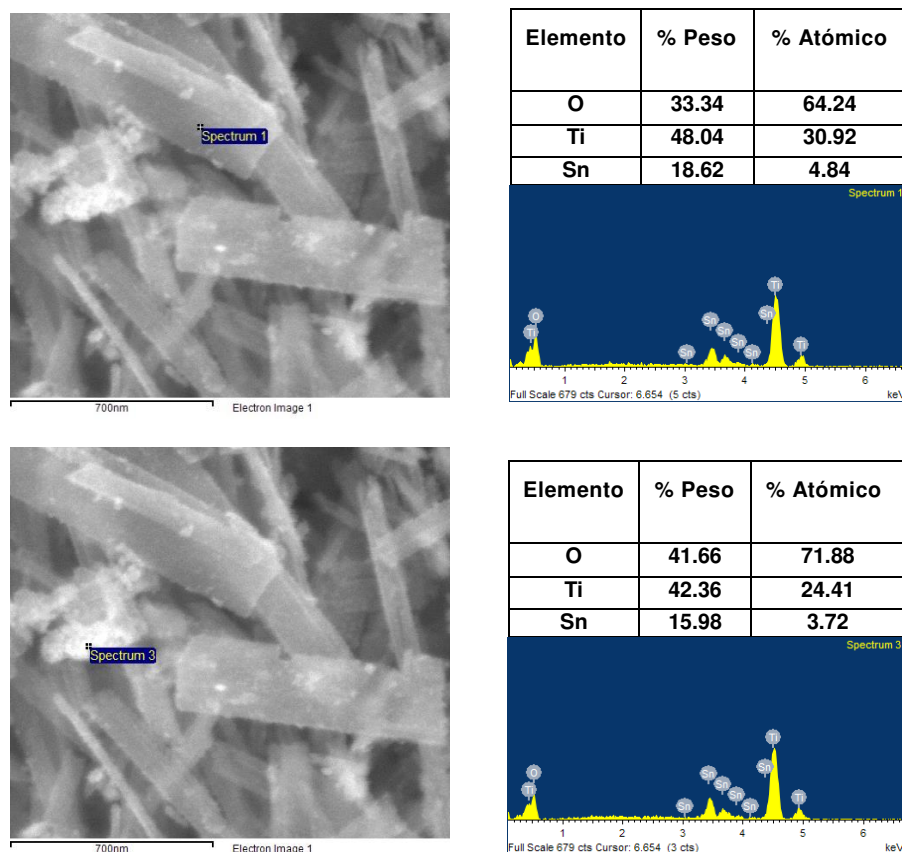 Spectrum 1
700nm Electron Image 1
Elemento % Peso % Atómico
O 33.34 64.24
Ti 48.04 30.92
Sn 18.62 4.84
Spectrum 1
Ti
Sn
O
Sn
Ti
Sn
Sn
Ti
Sn
Sn
1 2 3 4 5 6
Full Scale 679 cts Cursor: 6.654 (5 cts) keV
Spectrum 3
700nm Electron Image 1
Elemento % Peso % Atómico
O 41.66 71.88
Ti 42.36 24.41
Sn 15.98 3.72
Spectrum 3
Ti
Sn
O
Sn
Sn
Ti
Sn
Ti
Sn
Sn
1 2 3 4 5 6
Full Scale 679 cts Cursor: 6.654 (3 cts) keV